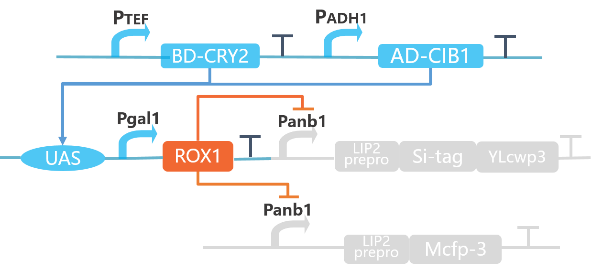 PTEF
PADH1
BD-CRY2
AD-CIB1
Pgal1
Panb1
UAS
ROX1
LIP2
prepro
Si-tag
YLcwp3
Panb1
LIP2
prepro
Mcfp-3